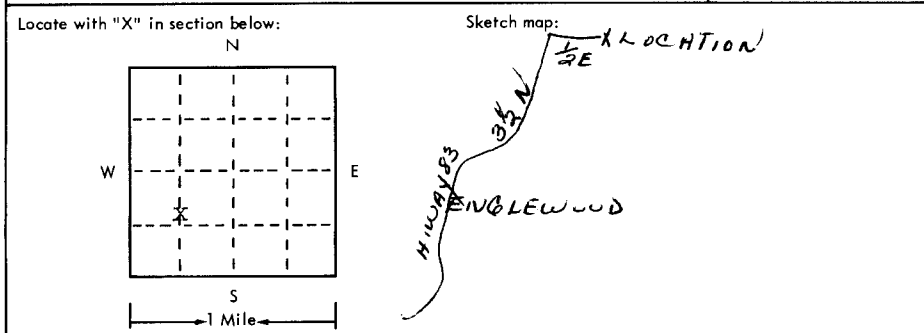 Locate with "X" in section below:
N
W
E
X
S
1 Mile
Sketch map:
X LOCATION
1/2 E
3 1/2 N
HIWAY 83
X ENGLEWOOD